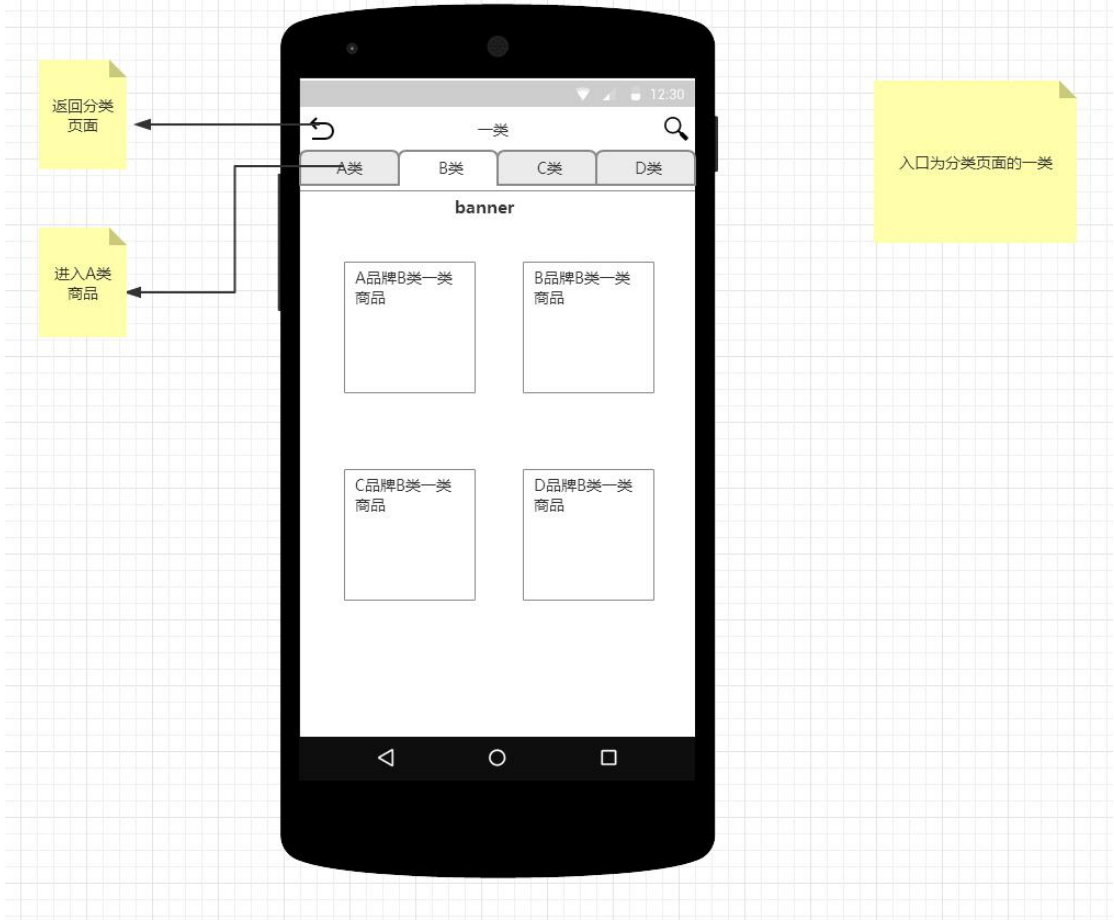 12:30
返回分类
页面
一类
入口为分类页面的一类
A类
B类
C类
D类
banner
进入A类
商品
A品牌B类一类
商品
B品牌B类一类
商品
C品牌B类一类
商品
D品牌B类一类
商品